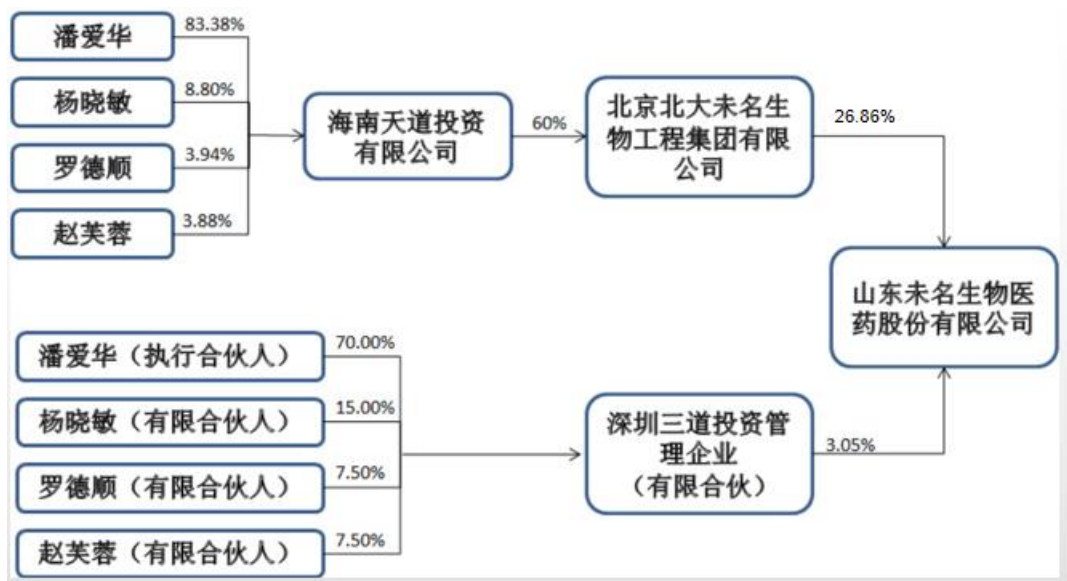 潘爱华
83.38%
杨晓敏
8.80%
罗德顺
3.94%
赵芙蓉
3.88%
海南天道投资
有限公司
60%
北京北大未名生
物工程集团有限
公司
26.86%
山东未名生物医
药股份有限公司
潘爱华（执行合伙人）
70.00%
杨晓敏（有限合伙人）
15.00%
罗德顺（有限合伙人）
7.50%
赵芙蓉（有限合伙人）
7.50%
深圳三道投资管
理企业
（有限合伙）
3.05%